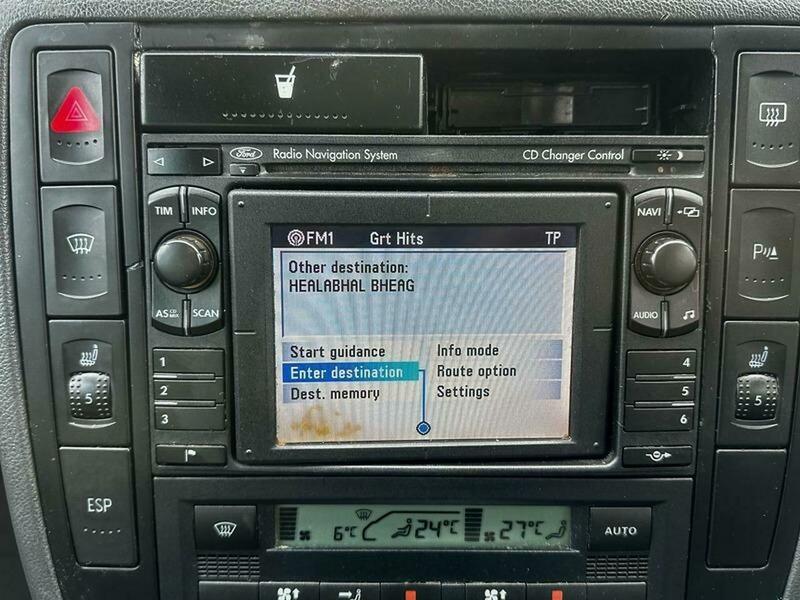 Ford Radio Navigation System CD Changer Control
TIM INFO
NAVI
FM1 Grt Hits TP
Other destination:
HEALABHAL BHEAG
Start guidance Info mode
Enter destination Route option
Dest. memory Settings
AS CD MIX SCAN
AUDIO
1
2
3
4
5
6
P
5
5
ESP
6°C 24°C 27°C
AUTO